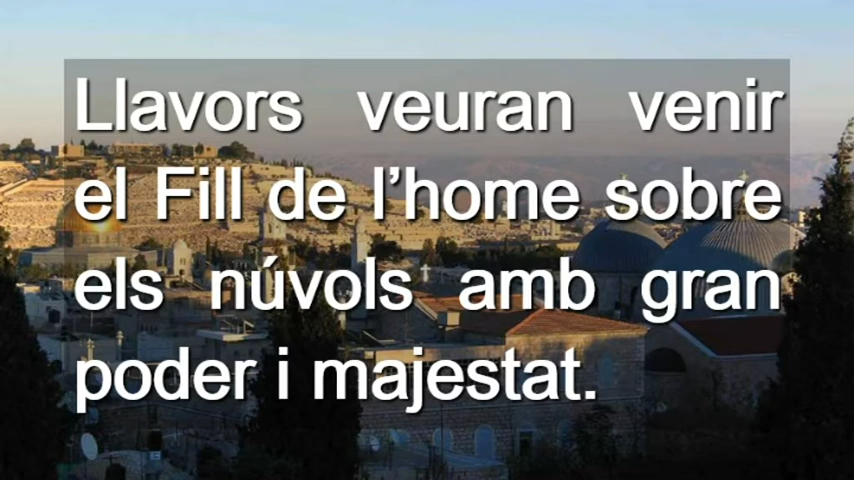 Llavors veuran venir
el Fill de l’home sobre
els núvols amb gran
poder i majestat.